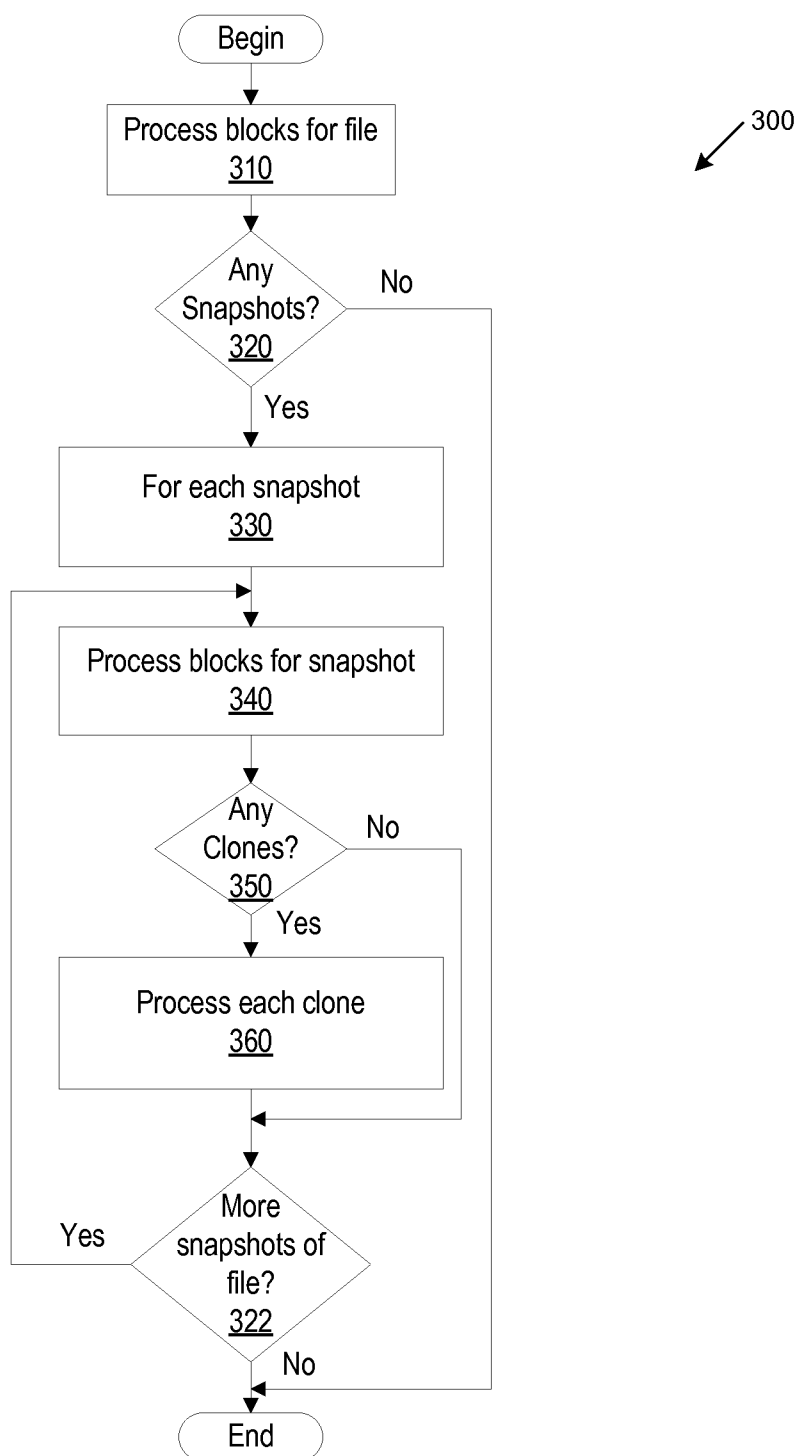 Begin
Process blocks for file
310
300
Any
Snapshots?
320
No
Yes
For each snapshot
330
Process blocks for snapshot
340
Any
Clones?
350
No
Yes
Process each clone
360
More
snapshots of
file?
322
Yes
No
End